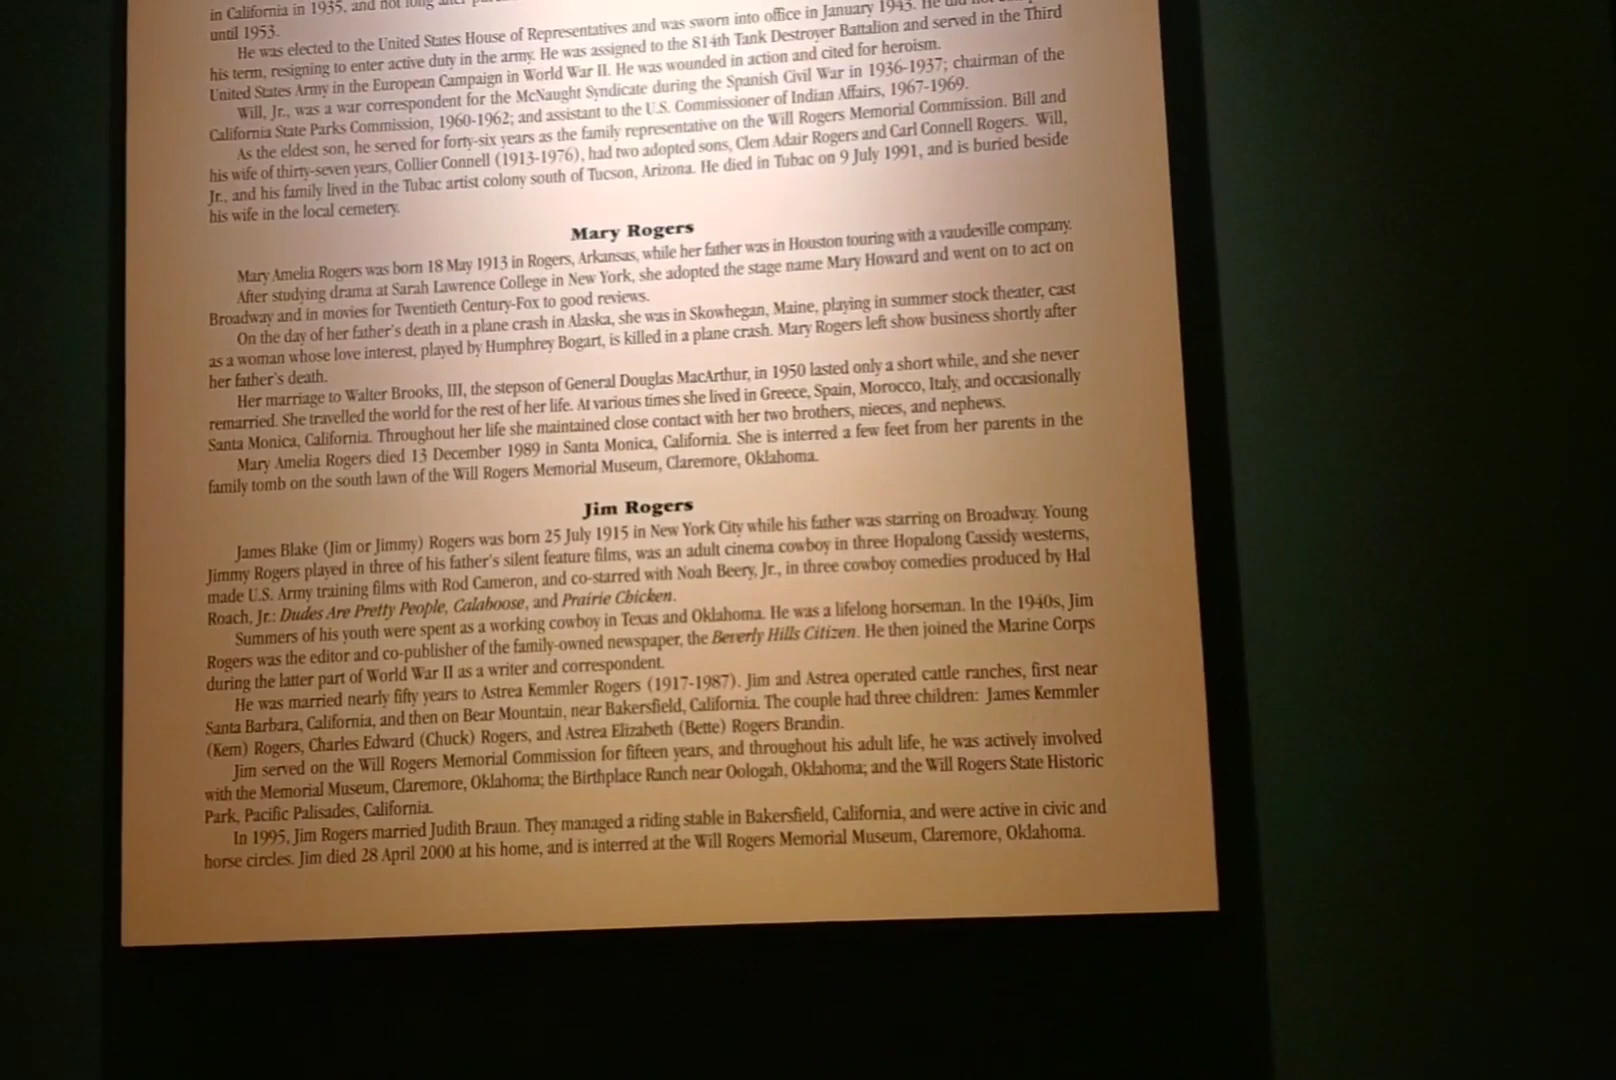 in California in 1935, and not long after
until 1953.
He was elected to the United States House of Representatives and was sworn into office in January 1943. He did not
his term, resigning to enter active duty in the army. He was assigned to the 814th Tank Destroyer Battalion and served in the Third
United States Army in the European Campaign in World War II. He was wounded in action and cited for heroism.
Will, Jr., was a war correspondent for the McNaught Syndicate during the Spanish Civil War in 1936-1937; chairman of the
California State Parks Commission, 1960-1962; and assistant to the U.S. Commissioner of Indian Affairs, 1967-1969.
As the eldest son, he served for forty-six years as the family representative on the Will Rogers Memorial Commission. Bill and
his wife of thirty-seven years, Collier Connell (1913-1976), had two adopted sons, Clem Adair Rogers and Carl Connell Rogers. Will,
Jr., and his family lived in the Tubac artist colony south of Tucson, Arizona. He died in Tubac on 9 July 1991, and is buried beside
his wife in the local cemetery.
Mary Rogers
Mary Amelia Rogers was born 18 May 1913 in Rogers, Arkansas, while her father was in Houston touring with a vaudeville company.
After studying drama at Sarah Lawrence College in New York, she adopted the stage name Mary Howard and went on to act on
Broadway and in movies for Twentieth Century-Fox to good reviews.
On the day of her father's death in a plane crash in Alaska, she was in Skowhegan, Maine, playing in summer stock theater, cast
as a woman whose love interest, played by Humphrey Bogart, is killed in a plane crash. Mary Rogers left show business shortly after
her father's death.
Her marriage to Walter Brooks, III, the stepson of General Douglas MacArthur, in 1950 lasted only a short while, and she never
remarried. She travelled the world for the rest of her life. At various times she lived in Greece, Spain, Morocco, Italy, and occasionally
Santa Monica, California. Throughout her life she maintained close contact with her two brothers, nieces, and nephews.
Mary Amelia Rogers died 13 December 1989 in Santa Monica, California. She is interred a few feet from her parents in the
family tomb on the south lawn of the Will Rogers Memorial Museum, Claremore, Oklahoma.
Jim Rogers
James Blake (Jim or Jimmy) Rogers was born 25 July 1915 in New York City while his father was starring on Broadway. Young
Jimmy Rogers played in three of his father's silent feature films, was an adult cinema cowboy in three Hopalong Cassidy westerns,
made U.S. Army training films with Rod Cameron, and co-starred with Noah Beery, Jr., in three cowboy comedies produced by Hal
Roach, Jr.: Dudes Are Pretty People, Calaboose, and Prairie Chicken.
Summers of his youth were spent as a working cowboy in Texas and Oklahoma. He was a lifelong horseman. In the 1940s, Jim
Rogers was the editor and co-publisher of the family-owned newspaper, the Beverly Hills Citizen. He then joined the Marine Corps
during the latter part of World War II as a writer and correspondent.
He was married nearly fifty years to Astrea Kemmler Rogers (1917-1987). Jim and Astrea operated cattle ranches, first near
Santa Barbara, California, and then on Bear Mountain, near Bakersfield, California. The couple had three children: James Kemmler
(Kem) Rogers, Charles Edward (Chuck) Rogers, and Astrea Elizabeth (Bette) Rogers Brandin.
Jim served on the Will Rogers Memorial Commission for fifteen years, and throughout his adult life, he was actively involved
with the Memorial Museum, Claremore, Oklahoma; the Birthplace Ranch near Oologah, Oklahoma; and the Will Rogers State Historic
Park, Pacific Palisades, California.
In 1995, Jim Rogers married Judith Braun. They managed a riding stable in Bakersfield, California, and were active in civic and
horse circles. Jim died 28 April 2000 at his home, and is interred at the Will Rogers Memorial Museum, Claremore, Oklahoma.